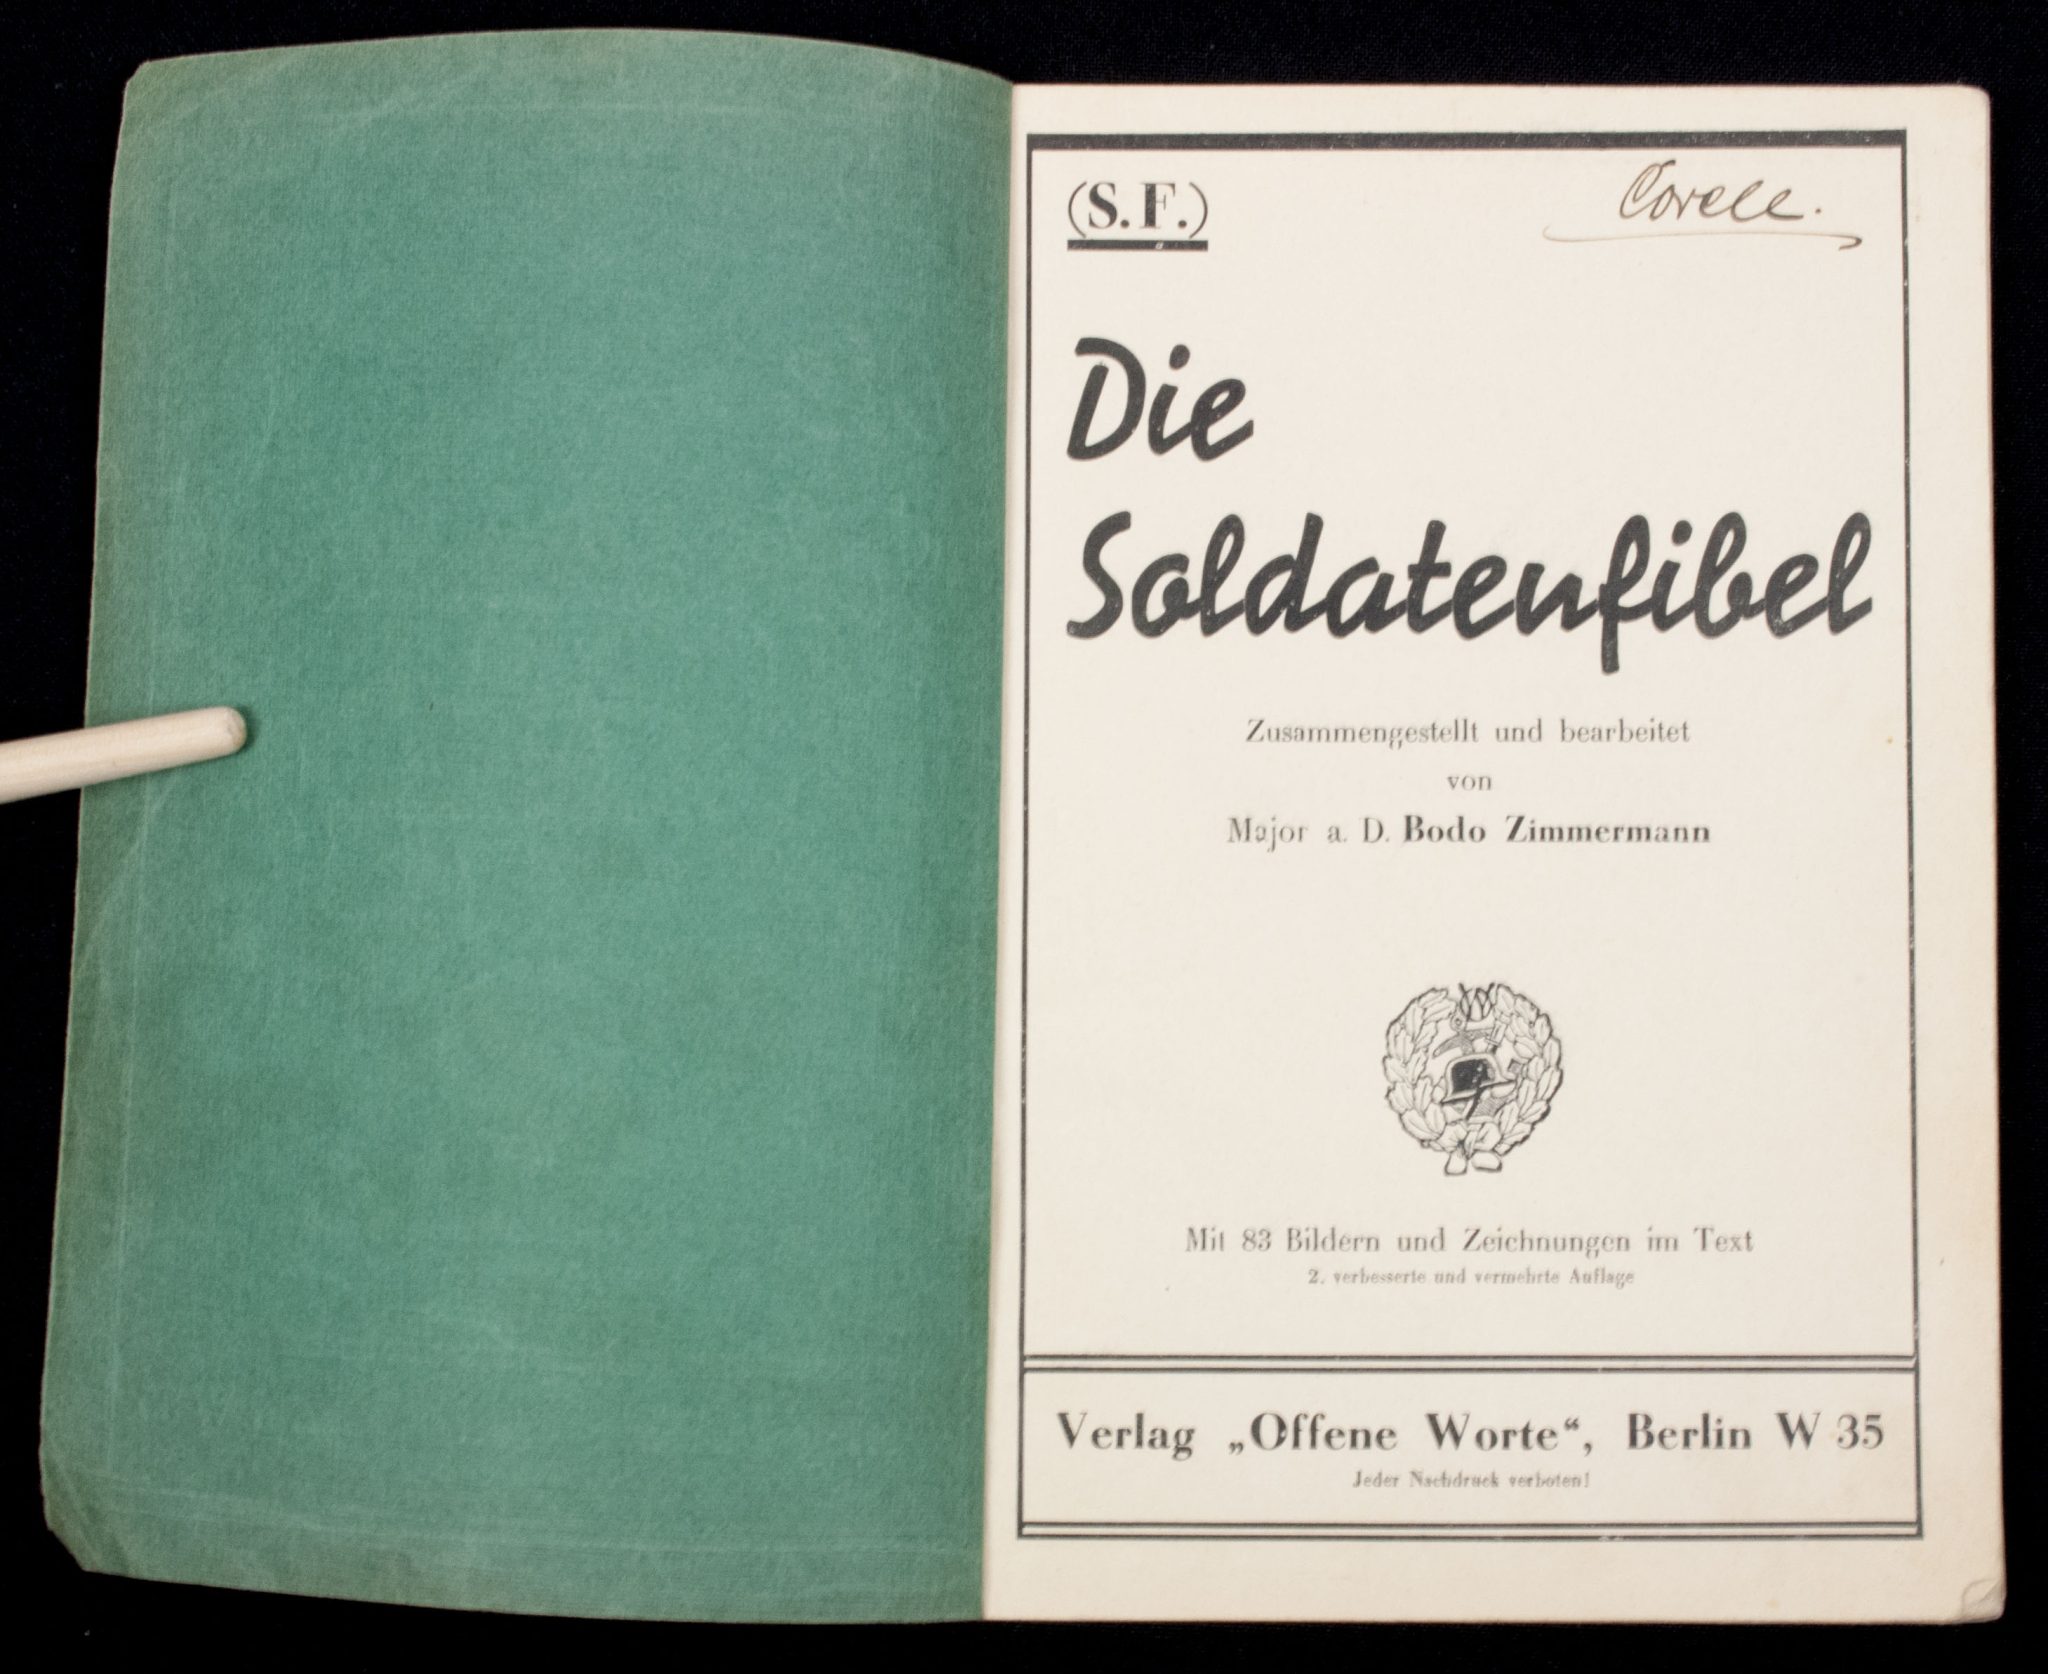 (S.F.)
Corell.
Die
Soldatenfibel
Zusammengestellt und bearbeitet
von
Major a. D. Bodo Zimmermann
Mit 83 Bildern und Zeichnungen im Text
2. verbesserte und vermehrte Auflage
Verlag „Offene Worte“, Berlin W 35
Jeder Nachdruck verboten!